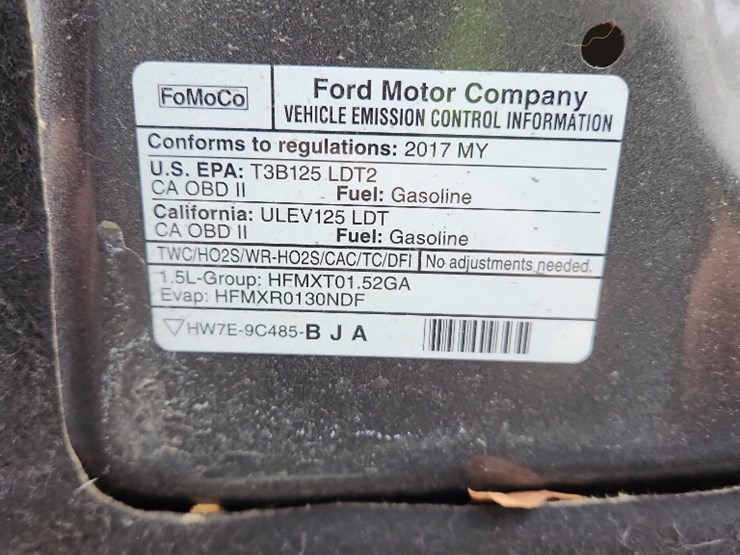 FoMoCo
Ford Motor Company
VEHICLE EMISSION CONTROL INFORMATION
Conforms to regulations: 2017 MY
U.S. EPA: T3B125 LDT2
CA OBD II Fuel: Gasoline
California: ULEV125 LDT
CA OBD II Fuel: Gasoline
TWC/HO2S/WR-HO2S/CAC/TC/DFI No adjustments needed.
1.5L-Group: HFMXT01.52GA
Evap: HFMXR0130NDF
HW7E-9C485-B J A